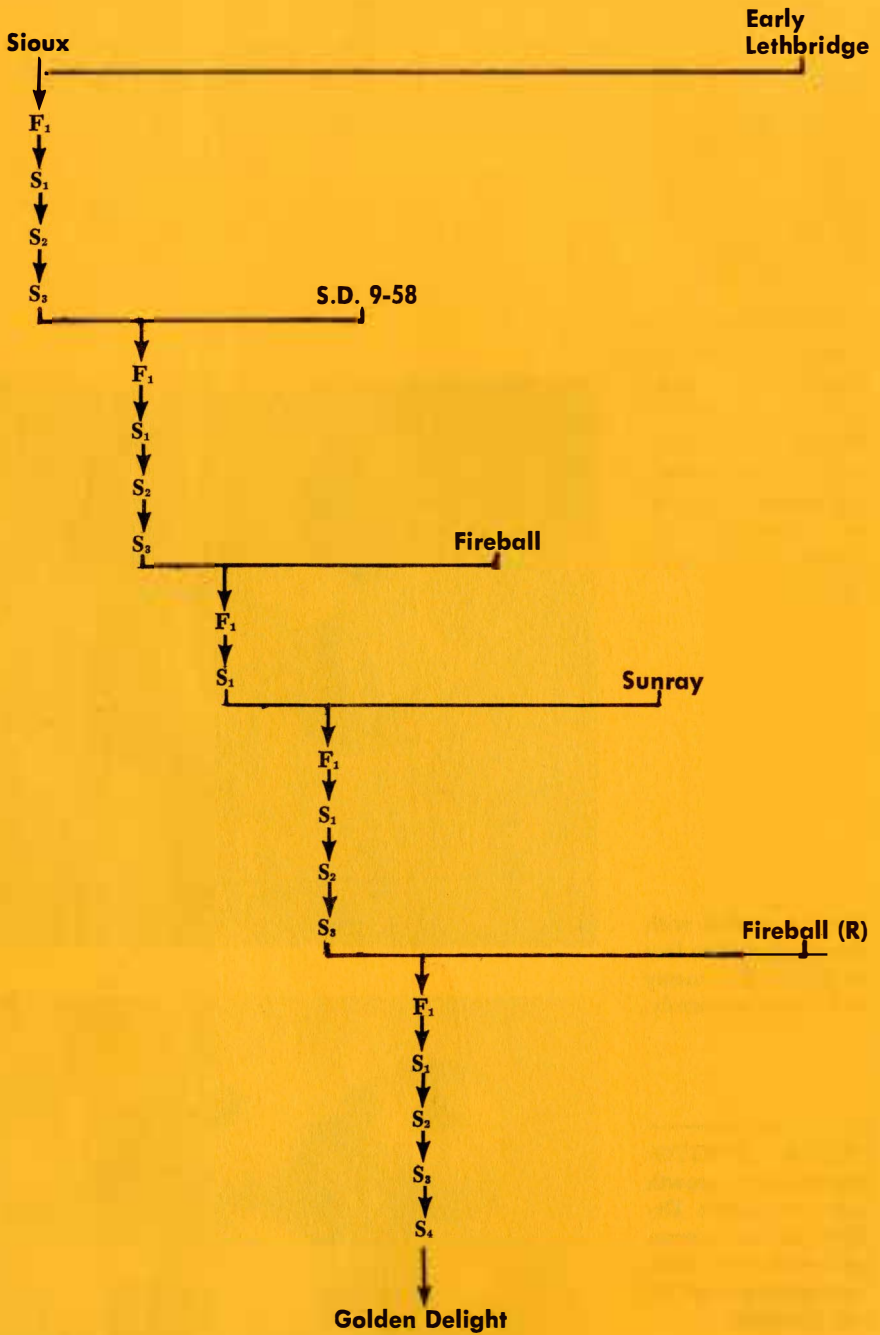 Sioux
Early
Lethbridge
F₁
S₁
S₂
S₃
S.D. 9-58
F₁
S₁
S₂
S₃
Fireball
F₁
S₁
Sunray
F₁
S₁
S₂
S₃
Fireball (R)
F₁
S₁
S₂
S₃
S₄
Golden Delight